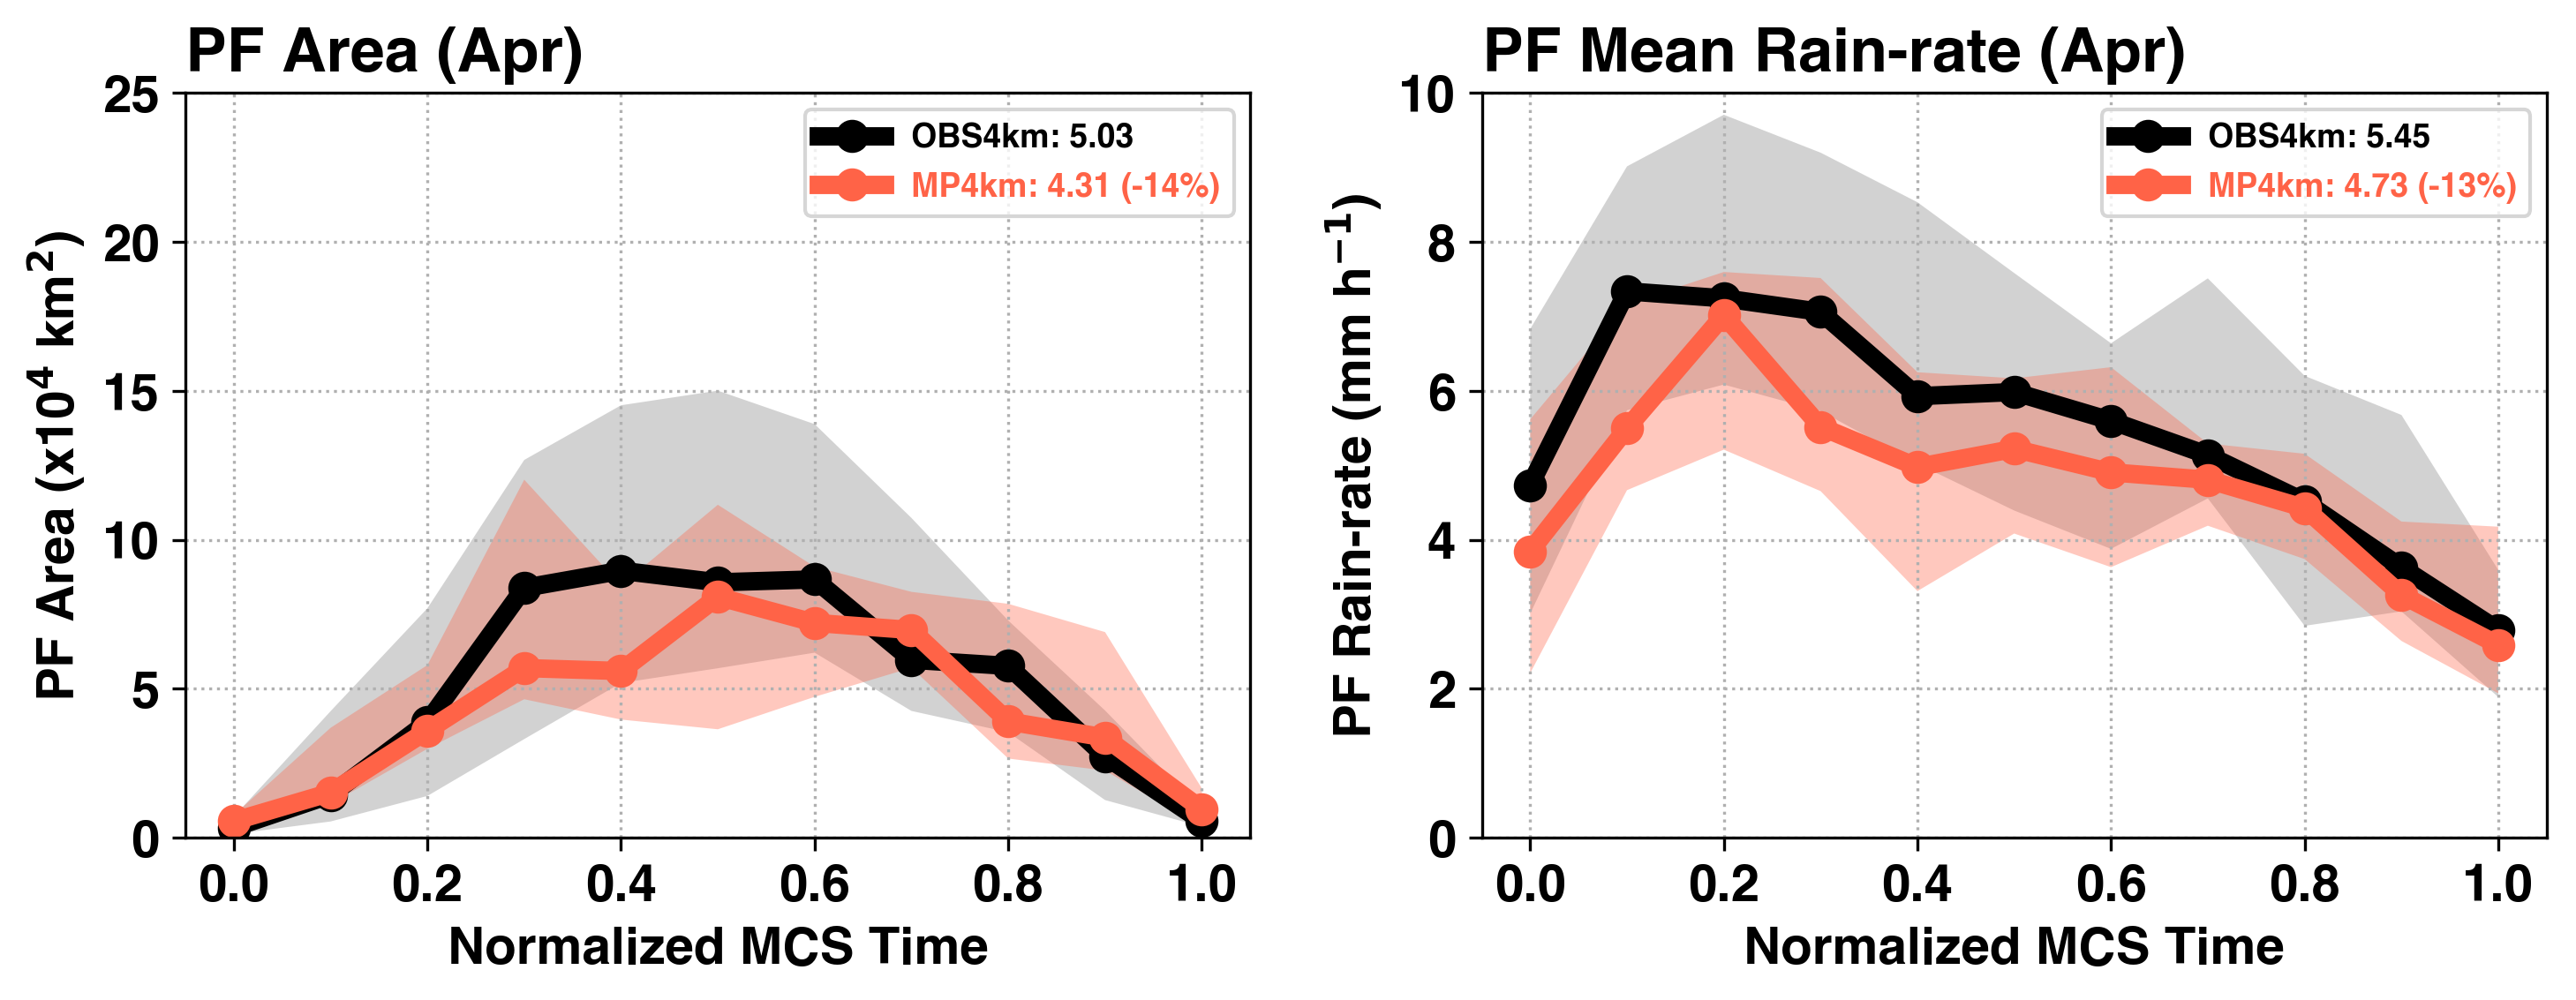 PF Area (Apr)
25
20
15
10
5
0
PF Area (x10⁴ km²)
OBS4km: 5.03
MP4km: 4.31 (-14%)
0.0 0.2 0.4 0.6 0.8 1.0
Normalized MCS Time
PF Mean Rain-rate (Apr)
10
8
6
4
2
0
PF Rain-rate (mm h⁻¹)
OBS4km: 5.45
MP4km: 4.73 (-13%)
0.0 0.2 0.4 0.6 0.8 1.0
Normalized MCS Time